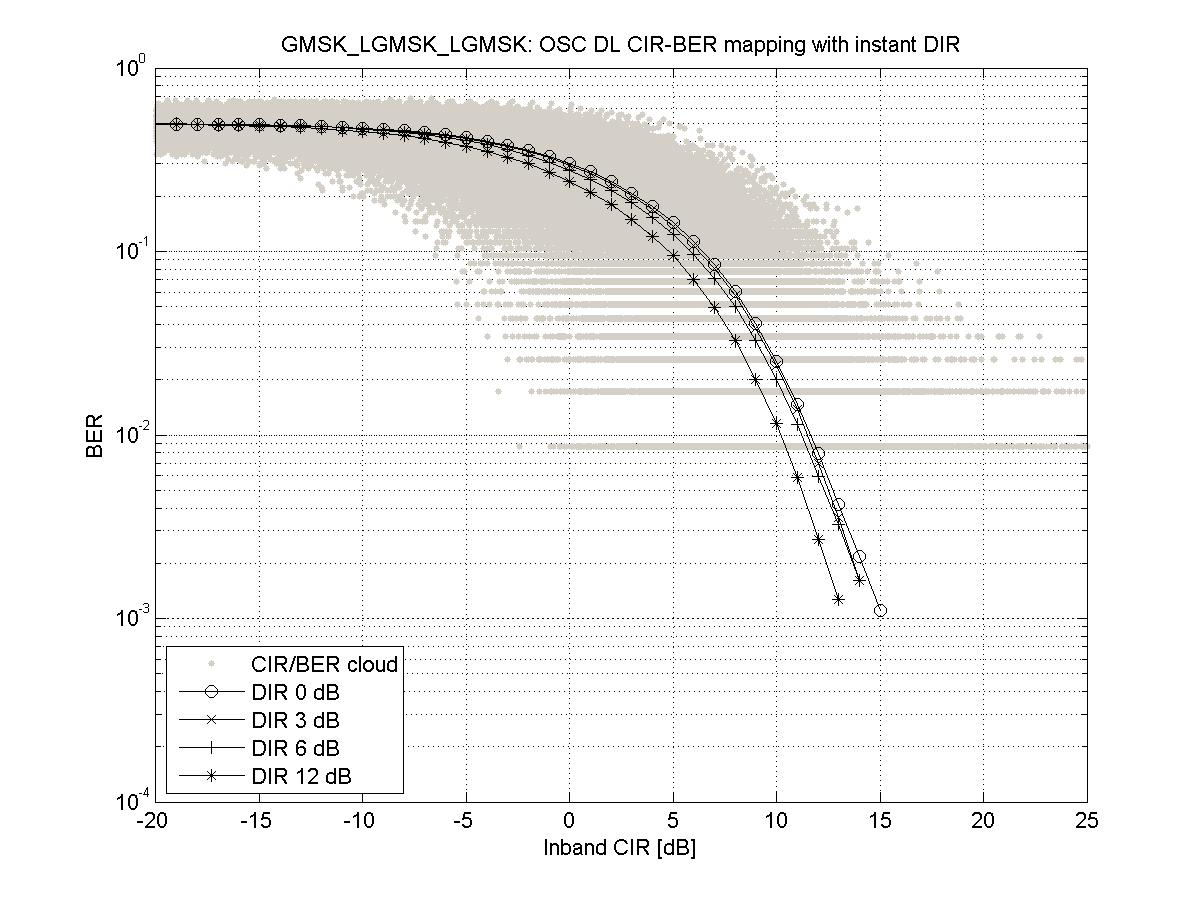 GMSK_LGMSK_LGMSK: OSC DL CIR-BER mapping with instant DIR
10^0
10^-1
10^-2
10^-3
10^-4
BER
CIR/BER cloud
DIR 0 dB
DIR 3 dB
DIR 6 dB
DIR 12 dB
-20 -15 -10 -5 0 5 10 15 20 25
Inband CIR [dB]